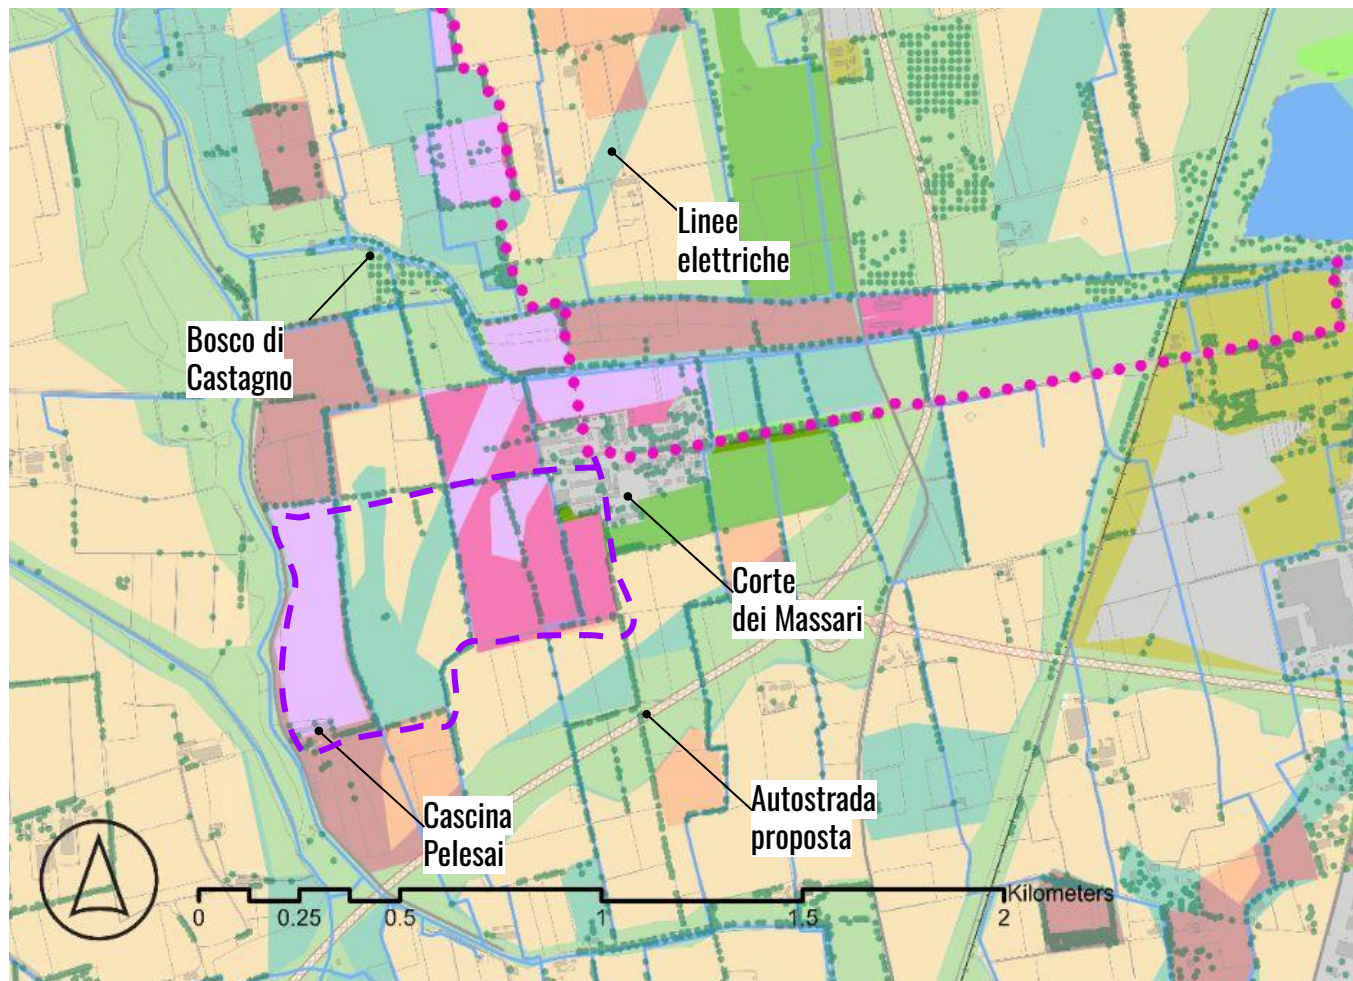 Linee
elettriche
Bosco di
Castagno
Corte
dei Massari
Cascina
Pelesai
Autostrada
proposta
Kilometers
0
0.25
0.5
1
1.5
2